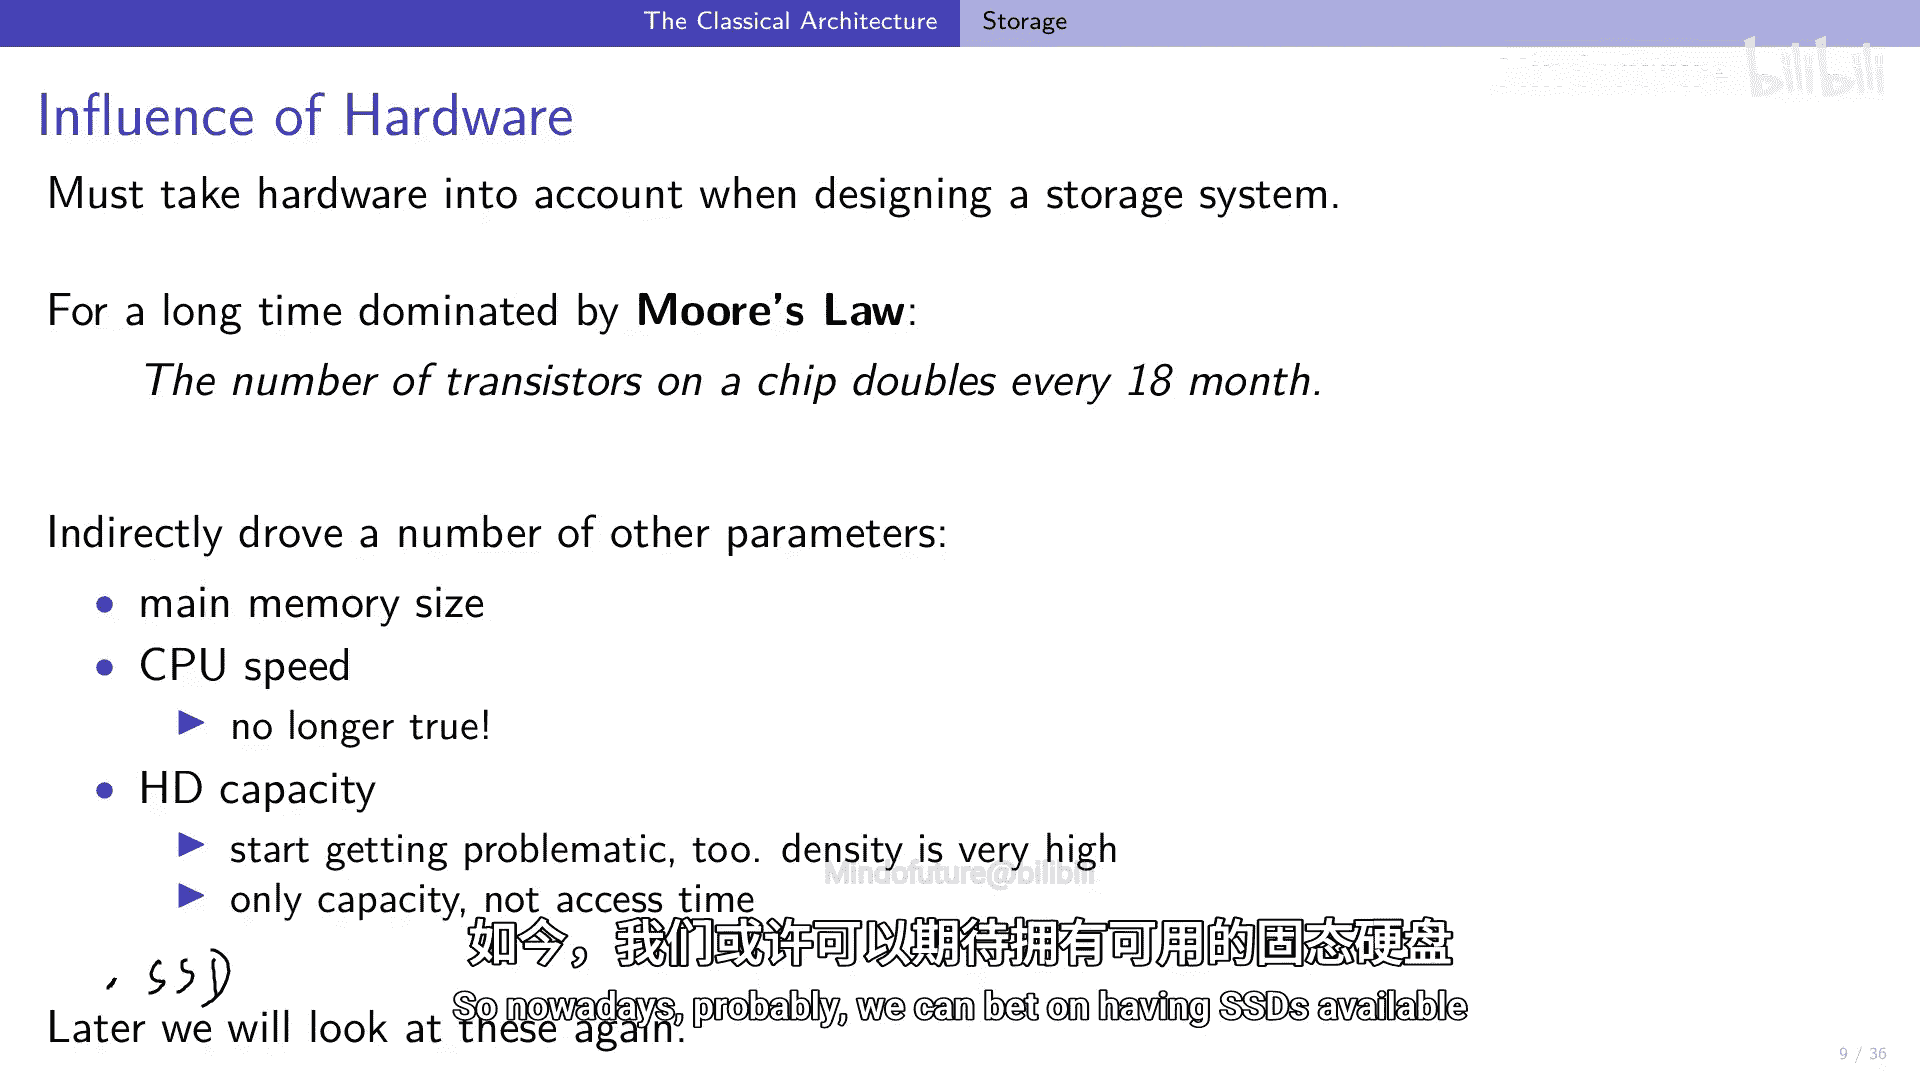 The Classical Architecture Storage
bilibili
Influence of Hardware
Must take hardware into account when designing a storage system.
For a long time dominated by Moore's Law:
The number of transistors on a chip doubles every 18 month.
Indirectly drove a number of other parameters:
• main memory size
• CPU speed
▶ no longer true!
• HD capacity
▶ start getting problematic, too. density is very high
Mindofuture@bilibili
▶ only capacity, not access time
如今，我们或许可以期待拥有可用的固态硬盘
. SSD
So nowadays, probably, we can bet on having SSDs available
Later we will look at these again.
9 / 36